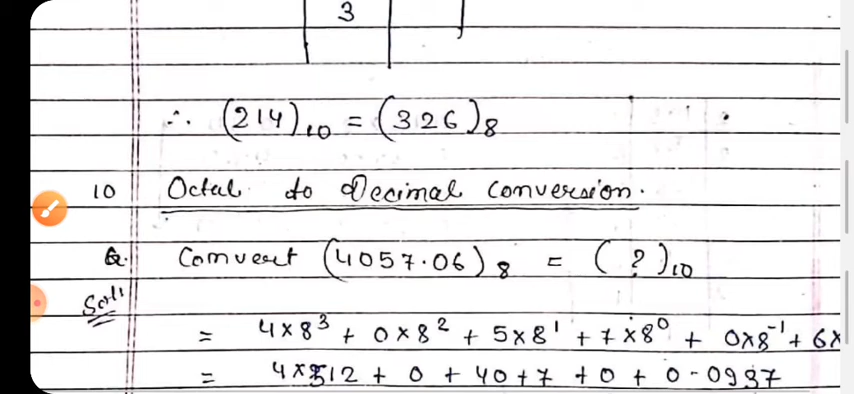 3
∴ (214)₁₀ = (326)₈
10 Octal to Decimal conversion.
Q. Convert (4057.06)₈ = (?)₁₀
Solⁿ
= 4×8³ + 0×8² + 5×8¹ + 7×8⁰ + 0×8⁻¹ + 6×
= 4×512 + 0 + 40+7 +0 + 0.0937